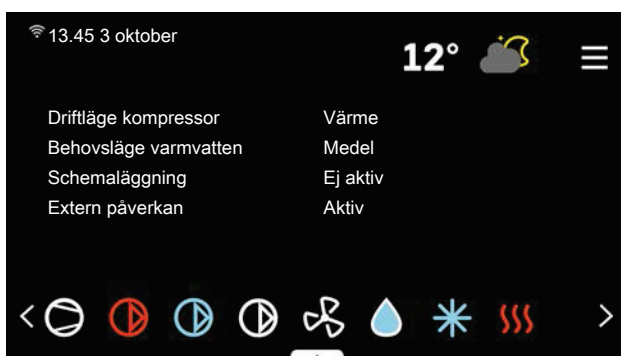 13.45 3 oktober
12°
Driftläge kompressor Värme
Behovsläge varmvatten Medel
Schemaläggning Ej aktiv
Extern påverkan Aktiv